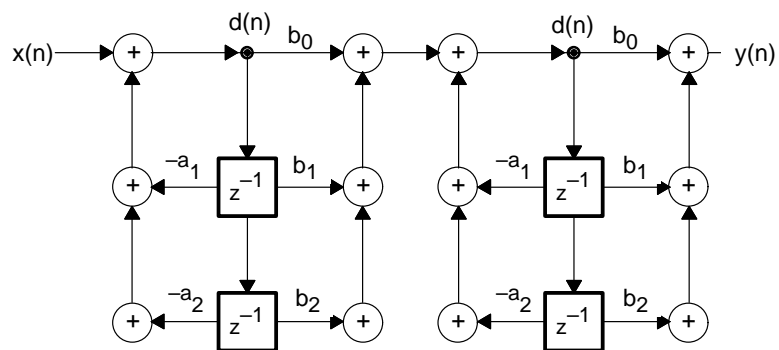 x(n) + d(n) b₀ + + d(n) b₀ + y(n)
+ −a₁ z⁻¹ b₁ + + −a₁ z⁻¹ b₁ +
+ −a₂ z⁻¹ b₂ + + −a₂ z⁻¹ b₂ +